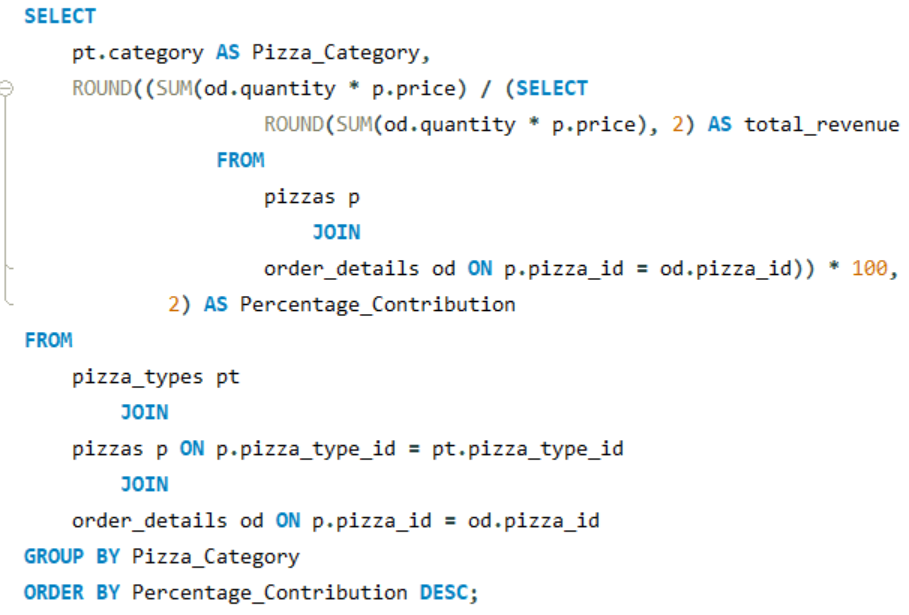 SELECT
pt.category AS Pizza_Category,
ROUND((SUM(od.quantity * p.price) / (SELECT
ROUND(SUM(od.quantity * p.price), 2) AS total_revenue
FROM
pizzas p
JOIN
order_details od ON p.pizza_id = od.pizza_id)) * 100,
2) AS Percentage_Contribution
FROM
pizza_types pt
JOIN
pizzas p ON p.pizza_type_id = pt.pizza_type_id
JOIN
order_details od ON p.pizza_id = od.pizza_id
GROUP BY Pizza_Category
ORDER BY Percentage_Contribution DESC;